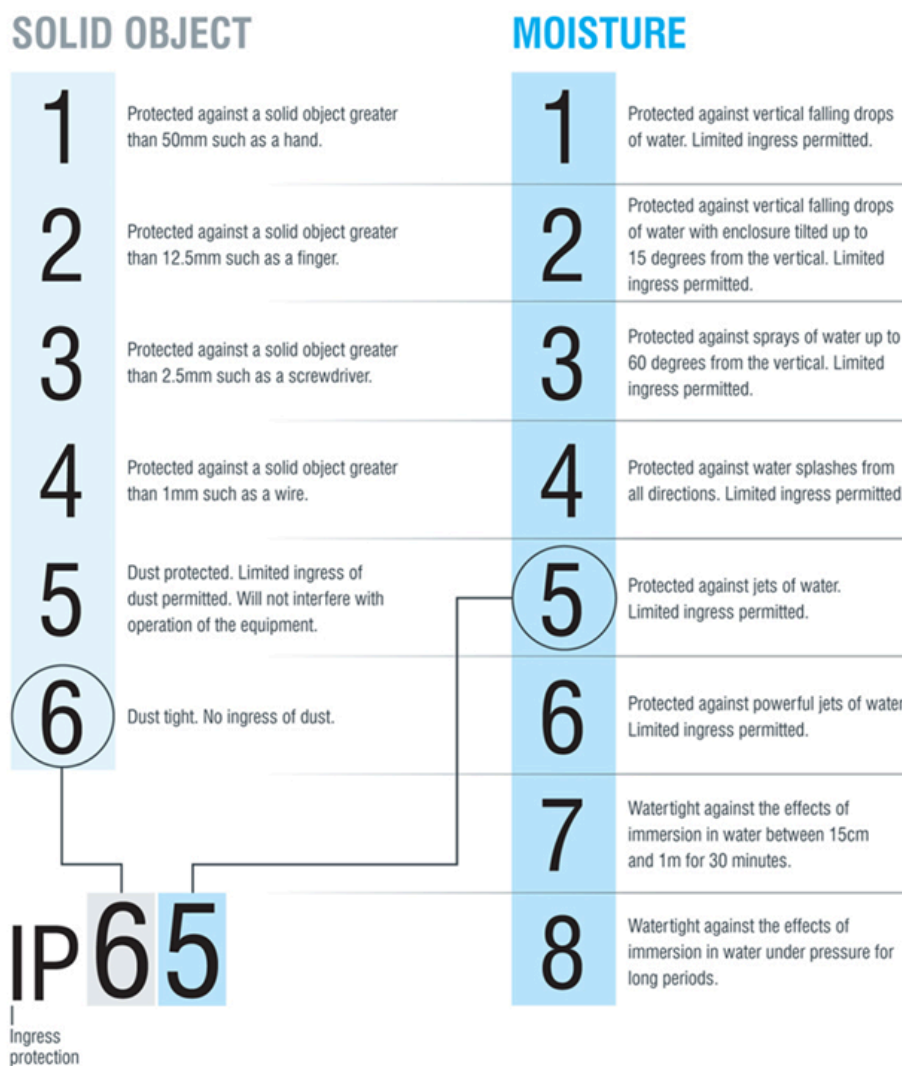 SOLID OBJECT
1
Protected against a solid object greater
than 50mm such as a hand.
2
Protected against a solid object greater
than 12.5mm such as a finger.
3
Protected against a solid object greater
than 2.5mm such as a screwdriver.
4
Protected against a solid object greater
than 1mm such as a wire.
5
Dust protected. Limited ingress of
dust permitted. Will not interfere with
operation of the equipment.
6
Dust tight. No ingress of dust.
IP65
Ingress
protection
MOISTURE
1
Protected against vertical falling drops
of water. Limited ingress permitted.
2
Protected against vertical falling drops
of water with enclosure tilted up to
15 degrees from the vertical. Limited
ingress permitted.
3
Protected against sprays of water up to
60 degrees from the vertical. Limited
ingress permitted.
4
Protected against water splashes from
all directions. Limited ingress permitted
5
Protected against jets of water.
Limited ingress permitted.
6
Protected against powerful jets of water
Limited ingress permitted.
7
Watertight against the effects of
immersion in water between 15cm
and 1m for 30 minutes.
8
Watertight against the effects of
immersion in water under pressure for
long periods.